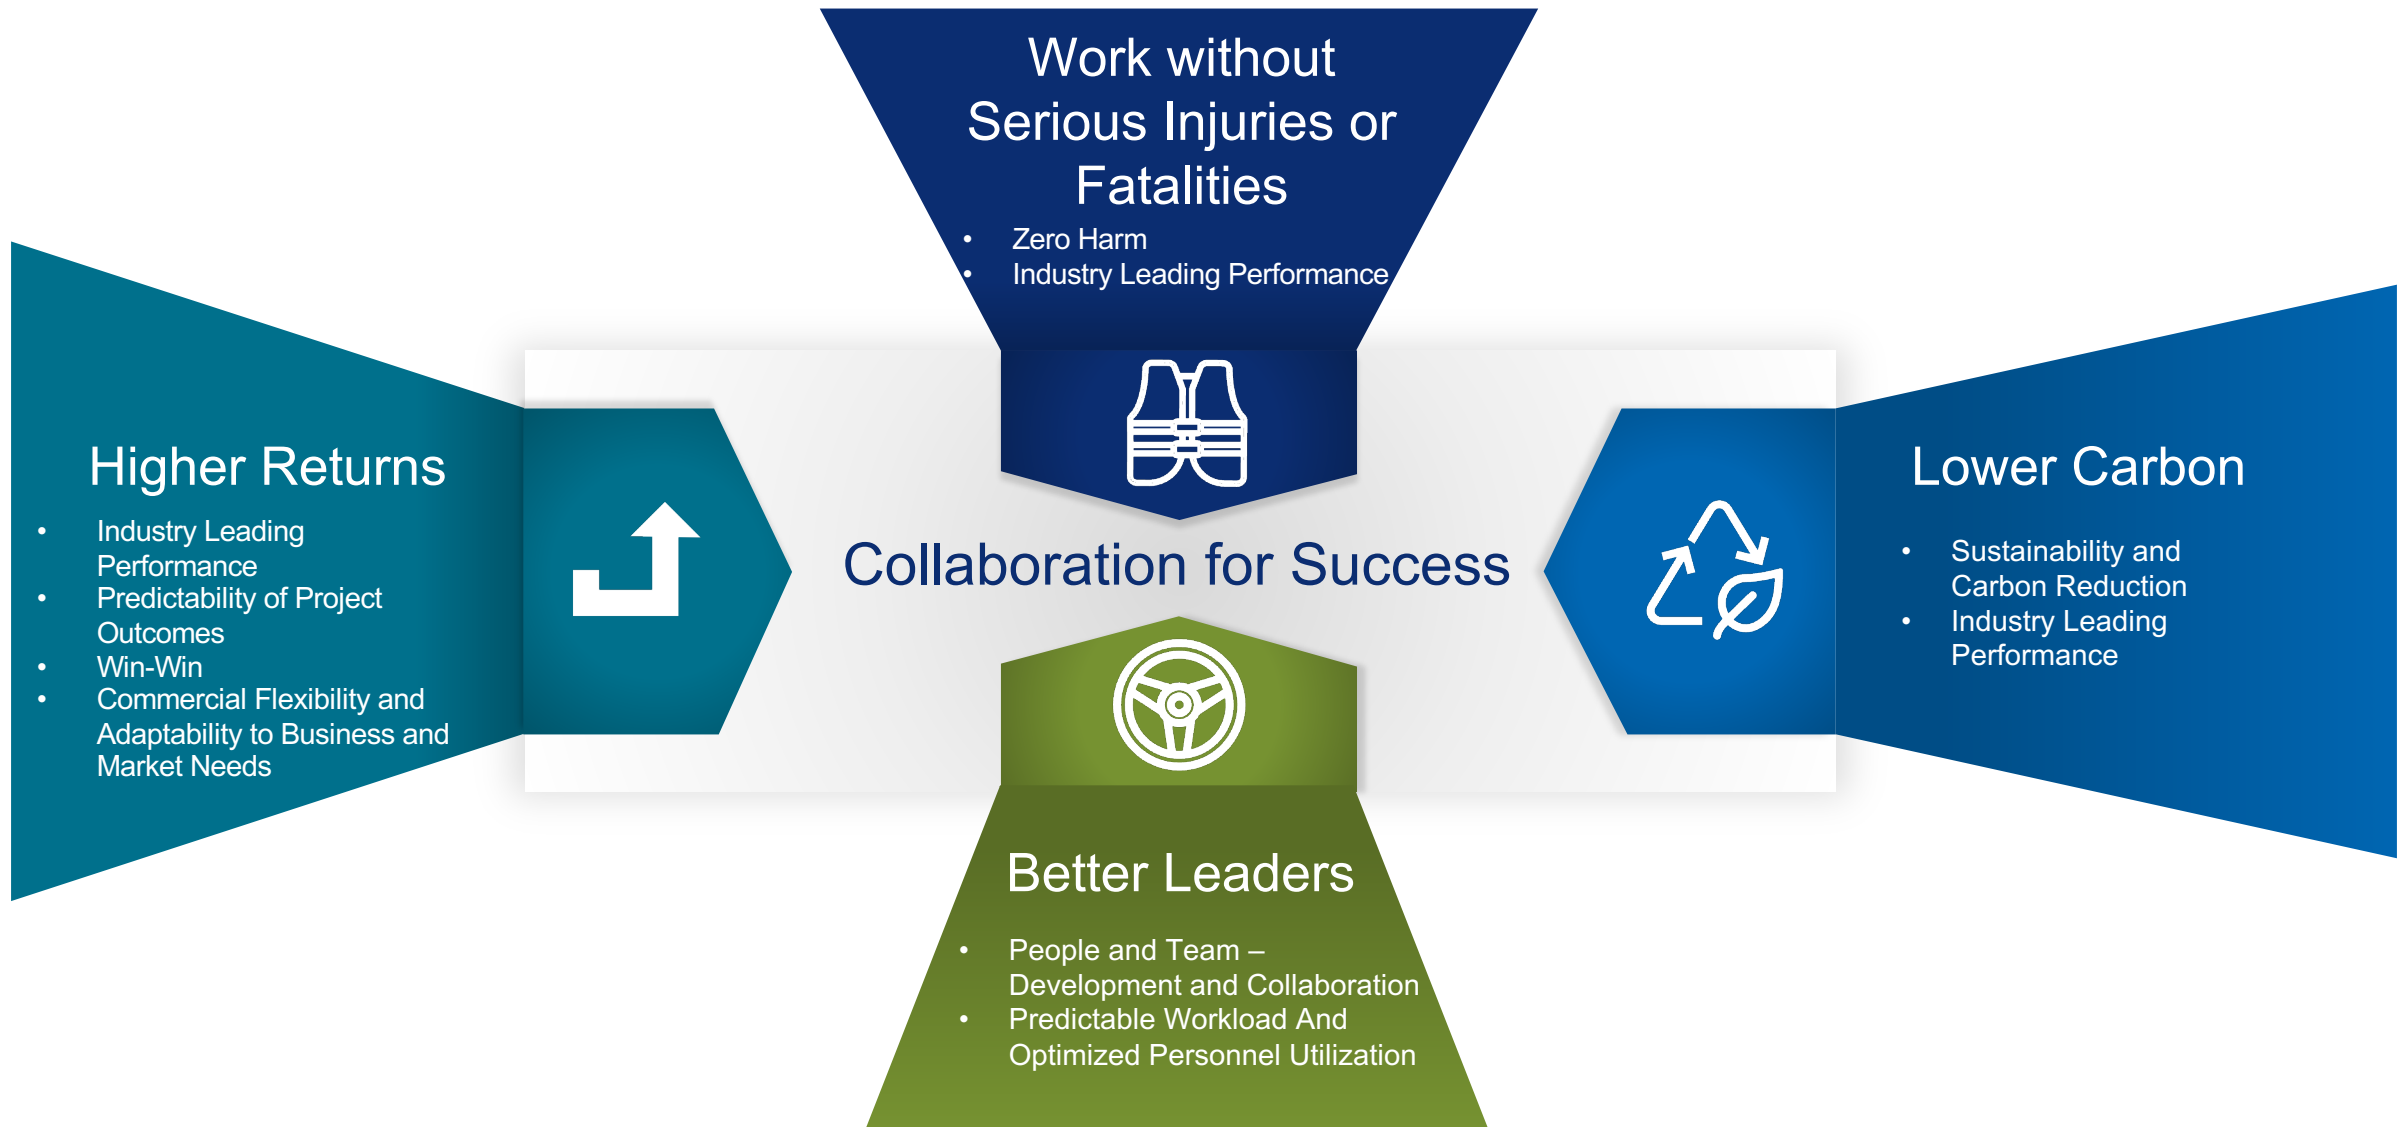 Work without
Serious Injuries or
Fatalities
• Zero Harm
• Industry Leading Performance
Higher Returns
• Industry Leading
Performance
• Predictability of Project
Outcomes
• Win-Win
• Commercial Flexibility and
Adaptability to Business and
Market Needs
Collaboration for Success
Lower Carbon
• Sustainability and
Carbon Reduction
• Industry Leading
Performance
Better Leaders
• People and Team –
Development and Collaboration
• Predictable Workload And
Optimized Personnel Utilization